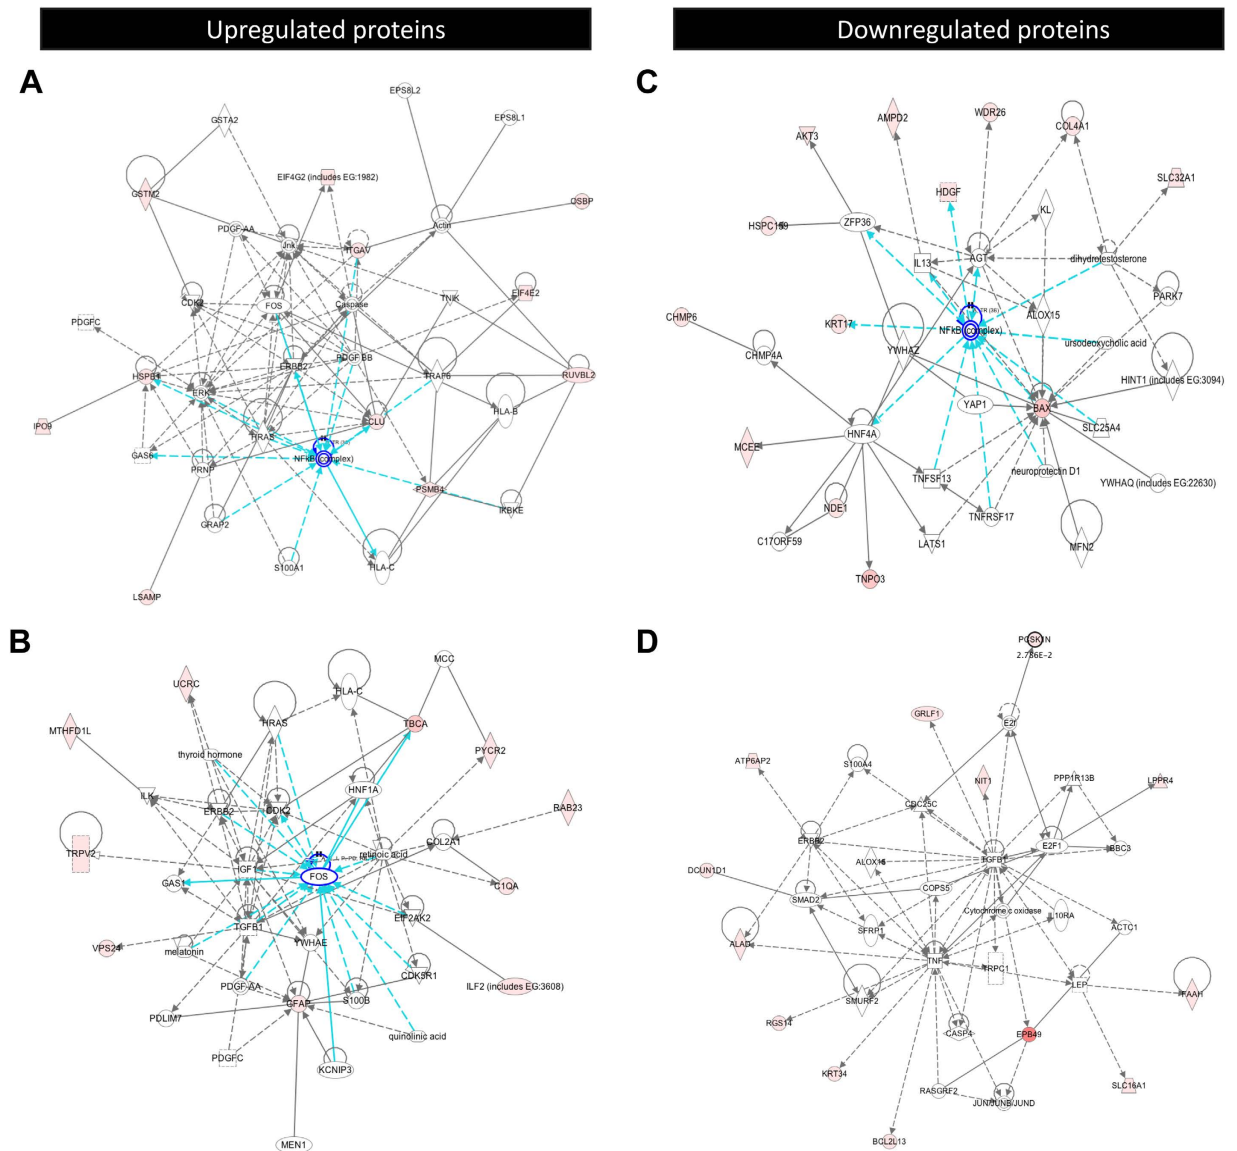 Upregulated proteins
Downregulated proteins
A
EPS8L2
EPS8L1
GSTA2
EIF4G2 (includes EG:1982)
GSTM2
OSBP
PDGF-AA
Actin
Jnk
ITGAV
CDK2
FOS
Caspase
TNIK
EIF4E2
PDGFC
ERBB2
PDGF BB
HSPB1
ERK
TRAF6
RUVBL2
HLA-B
IPO9
HRAS
CLU
GAS6
PRNP
NFkB (complex)
PSMB4
GRAP2
IKBKE
S100A1
HLA-C
LSAMP
C
AMPD2
WDR26
AKT3
COL4A1
HDGF
SLC32A1
HSPC159
ZFP36
KL
IL13
AGT
dihydrotestosterone
PARK7
CHMP6
KRT17
NFkB (complex)
ALOX15
ursodeoxycholic acid
CHMP4A
YWHAZ
HINT1 (includes EG:3094)
YAP1
BAX
HNF4A
SLC25A4
MCEE
neuroprotectin D1
TNFSF13
YWHAQ (includes EG:22630)
NDE1
TNFRSF17
C17ORF59
LATS1
MFN2
TNPO3
B
MCC
UCRC
HLA-C
MTHFD1L
HRAS
TBCA
PYCR2
thyroid hormone
ILK
ERBB2
CDK2
HNF1A
RAB23
TRPV2
COL2A1
retinoic acid
IGF1
FOS
GAS1
C1QA
EIF2AK2
TGFB1
YWHAE
VPS24
melatonin
CDK5R1
PDGF-AA
GFAP
S100B
ILF2 (includes EG:3608)
PDLIM7
quinolinic acid
PDGFC
KCNIP3
MEN1
D
PCSK1N
2.736E-2
GRLF1
E2f
ATP6AP2
S100A4
NIT1
PPP1R13B
LPPR4
CDC25C
ERBB2
TGFB1
E2F1
BBC3
ALOX15
DCUN1D1
COPS5
SMAD2
Cytochrome c oxidase
IL10RA
SFRP1
ACTC1
ALAD
TNF
TRPC1
LEP
SMURF2
FAAH
RGS14
CASP4
EPB49
KRT34
SLC16A1
RASGRF2
JUN/JUNB/JUND
BCL2L13